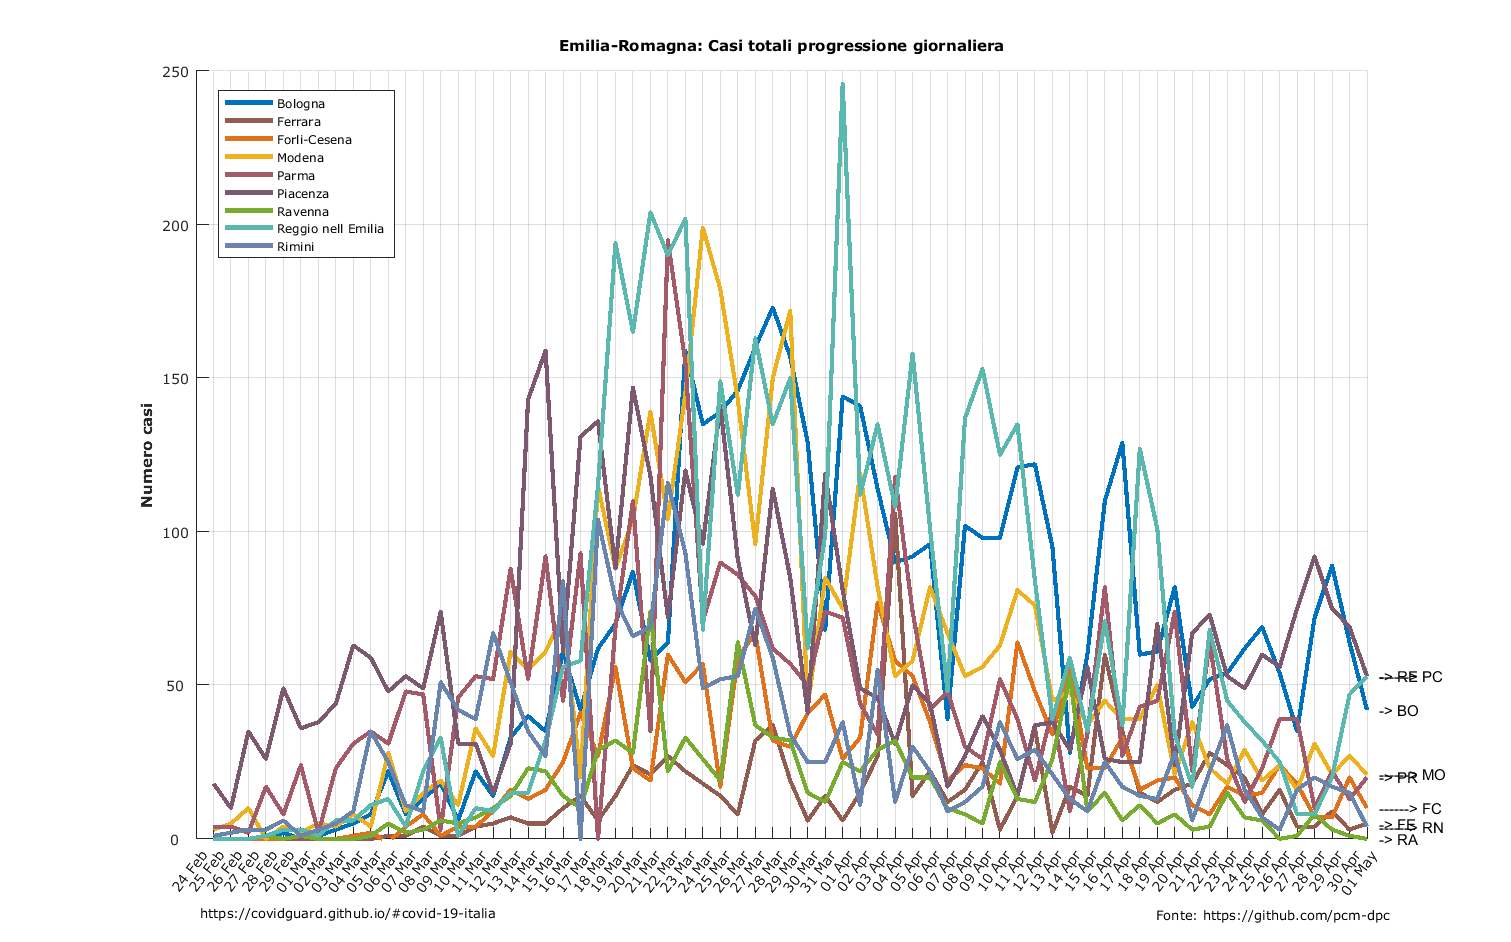 Emilia-Romagna: Casi totali progressione giornaliera
250
200
150
100
50
0
Numero casi
Bologna
Ferrara
Forli-Cesena
Modena
Parma
Piacenza
Ravenna
Reggio nell Emilia
Rimini
-> RE
PC
-> BO
-> PR
MO
------> FC
-> FE
RN
-> RA
24 Feb
25 Feb
26 Feb
27 Feb
28 Feb
29 Feb
01 Mar
02 Mar
03 Mar
04 Mar
05 Mar
06 Mar
07 Mar
08 Mar
09 Mar
10 Mar
11 Mar
12 Mar
13 Mar
14 Mar
15 Mar
16 Mar
17 Mar
18 Mar
19 Mar
20 Mar
21 Mar
22 Mar
23 Mar
24 Mar
25 Mar
26 Mar
27 Mar
28 Mar
29 Mar
30 Mar
31 Mar
01 Apr
02 Apr
03 Apr
04 Apr
05 Apr
06 Apr
07 Apr
08 Apr
09 Apr
10 Apr
12 Apr
13 Apr
14 Apr
15 Apr
16 Apr
17 Apr
18 Apr
19 Apr
20 Apr
21 Apr
22 Apr
23 Apr
24 Apr
25 Apr
26 Apr
27 Apr
28 Apr
29 Apr
30 Apr
01 May
https://covidguard.github.io/#covid-19-italia
Fonte: https://github.com/pcm-dpc